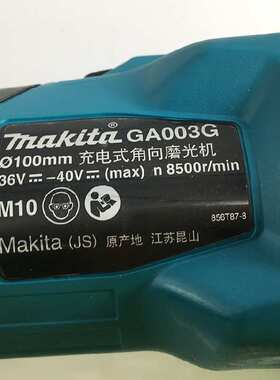 makita GA003G
Ø100mm 充电式角向磨光机
36V ⎓ -40V ⎓ (max) n 8500r/min
M10
856T87-8
Makita (JS) 原产地 江苏昆山